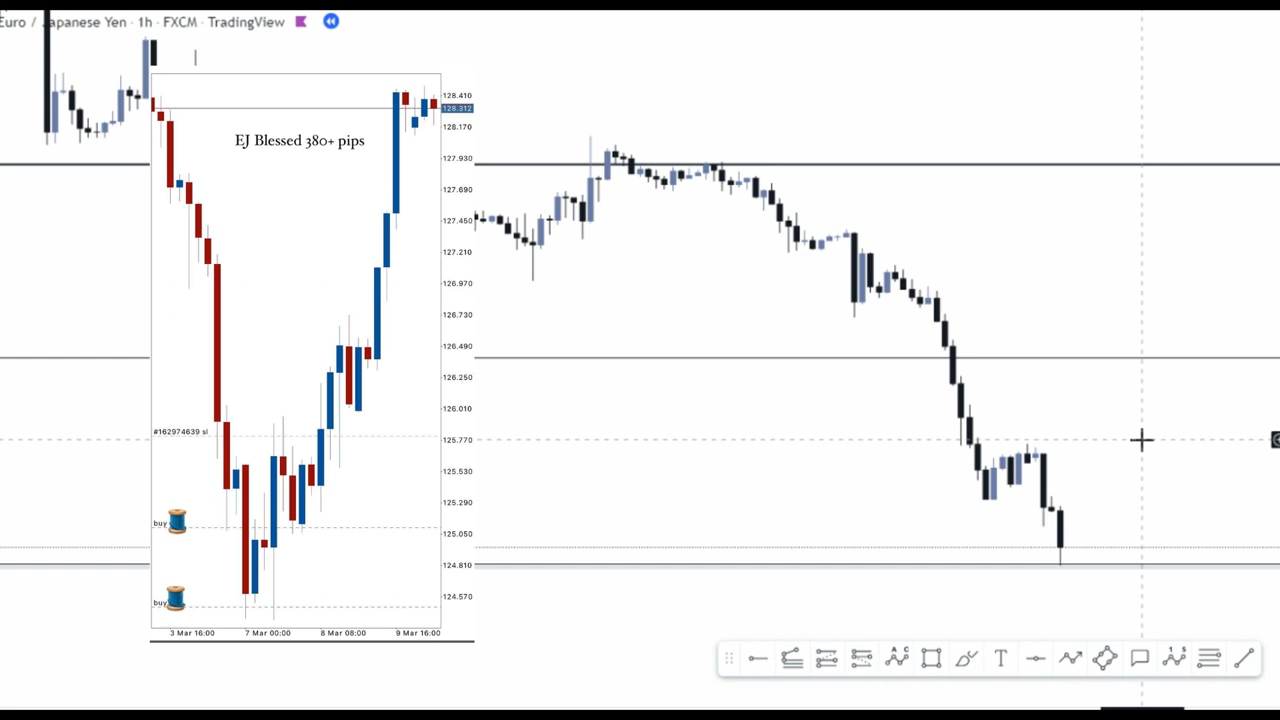 Euro / Japanese Yen · 1h · FXCM · TradingView
128.410
128.312
EJ Blessed 380+ pips
128.170
127.930
127.690
127.450
127.210
126.970
126.730
126.490
126.250
126.010
#162974639 sl
125.770
125.530
125.290
buy
125.050
124.810
124.570
buy
3 Mar 16:00 7 Mar 00:00 8 Mar 08:00 9 Mar 16:00
A C
T
1 5